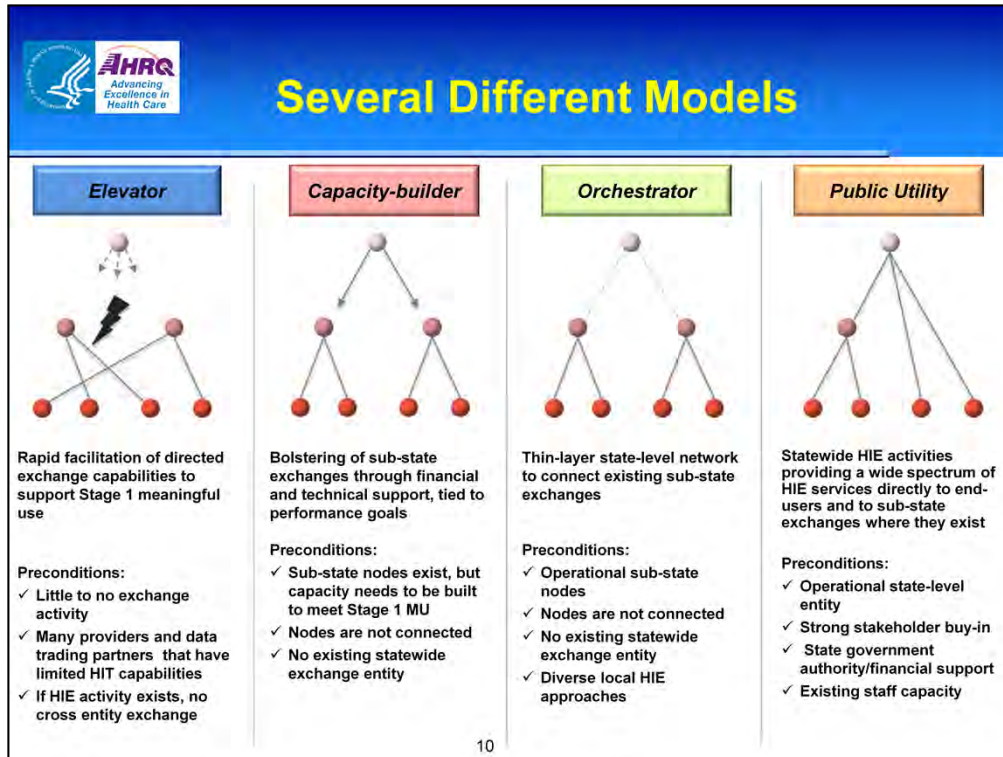 AHRQ
Advancing
Excellence in
Health Care
Several Different Models
Elevator
Rapid facilitation of directed
exchange capabilities to
support Stage 1 meaningful
use
Preconditions:
✓ Little to no exchange
activity
✓ Many providers and data
trading partners that have
limited HIT capabilities
✓ If HIE activity exists, no
cross entity exchange
Capacity-builder
Bolstering of sub-state
exchanges through financial
and technical support, tied to
performance goals
Preconditions:
✓ Sub-state nodes exist, but
capacity needs to be built
to meet Stage 1 MU
✓ Nodes are not connected
✓ No existing statewide
exchange entity
Orchestrator
Thin-layer state-level network
to connect existing sub-state
exchanges
Preconditions:
✓ Operational sub-state
nodes
✓ Nodes are not connected
✓ No existing statewide
exchange entity
✓ Diverse local HIE
approaches
Public Utility
Statewide HIE activities
providing a wide spectrum of
HIE services directly to end-
users and to sub-state
exchanges where they exist
Preconditions:
✓ Operational state-level
entity
✓ Strong stakeholder buy-in
✓ State government
authority/financial support
✓ Existing staff capacity
10